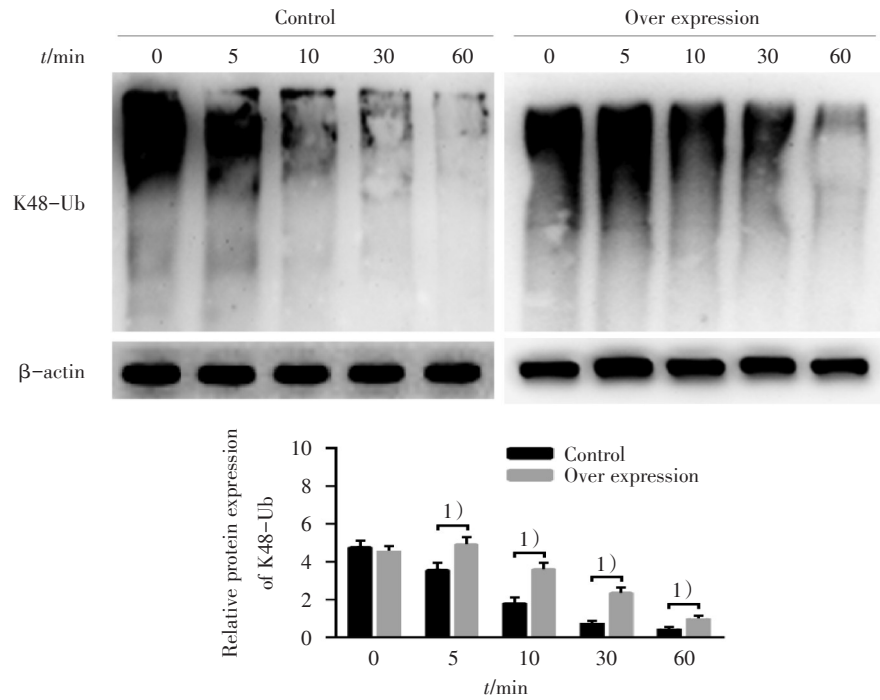 Control
Over expression
t/min 0 5 10 30 60 0 5 10 30 60
K48-Ub
β-actin
Relative protein expression
of K48-Ub
10
8
6
4
2
0
Control
Over expression
1)
1)
1)
1)
0 5 10 30 60
t/min